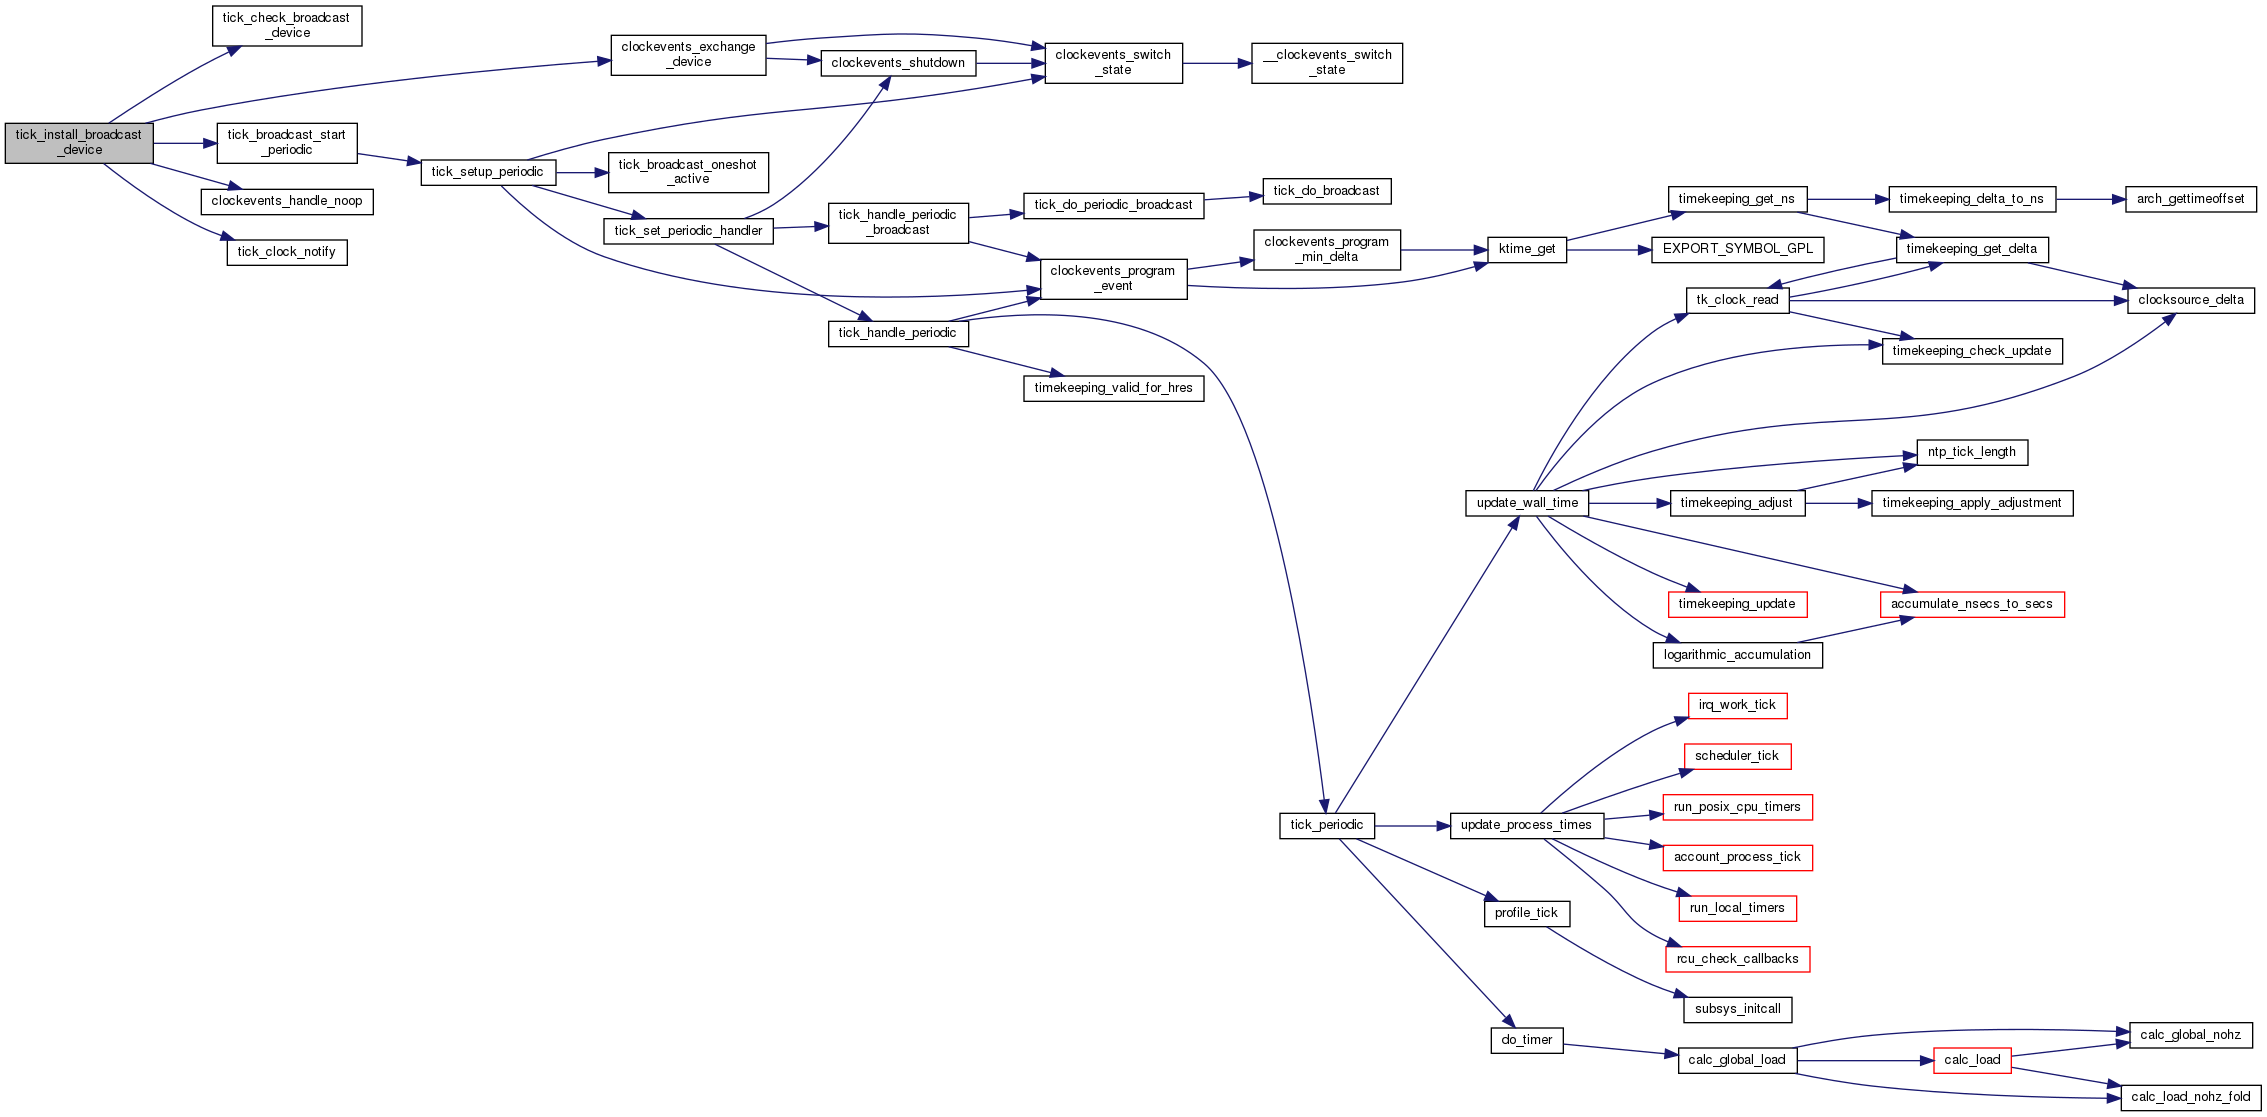 tick_check_broadcast
_device
clockevents_exchange
_device
clockevents_shutdown
clockevents_switch
_state
__clockevents_switch
_state
tick_install_broadcast
_device
tick_broadcast_start
_periodic
tick_setup_periodic
tick_broadcast_oneshot
_active
clockevents_handle_noop
tick_clock_notify
tick_set_periodic_handler
tick_handle_periodic
_broadcast
tick_do_periodic_broadcast
tick_do_broadcast
clockevents_program
_event
clockevents_program
_min_delta
ktime_get
timekeeping_get_ns
timekeeping_delta_to_ns
arch_gettimeoffset
EXPORT_SYMBOL_GPL
timekeeping_get_delta
tk_clock_read
clocksource_delta
tick_handle_periodic
timekeeping_check_update
timekeeping_valid_for_hres
ntp_tick_length
update_wall_time
timekeeping_adjust
timekeeping_apply_adjustment
timekeeping_update
accumulate_nsecs_to_secs
logarithmic_accumulation
irq_work_tick
scheduler_tick
run_posix_cpu_timers
tick_periodic
update_process_times
account_process_tick
run_local_timers
profile_tick
rcu_check_callbacks
subsys_initcall
do_timer
calc_global_load
calc_load
calc_global_nohz
calc_load_nohz_fold